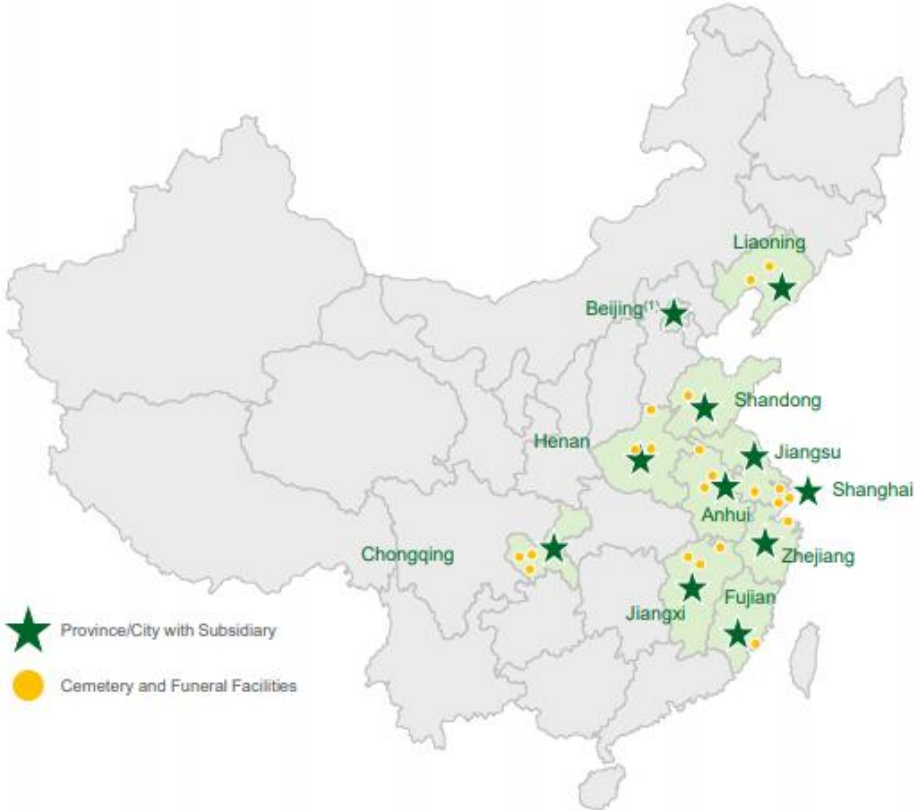 Liaoning
Beijing(1)
Shandong
Henan
Jiangsu
Shanghai
Anhui
Chongqing
Zhejiang
Fujian
Jiangxi
Province/City with Subsidiary
Cemetery and Funeral Facilities